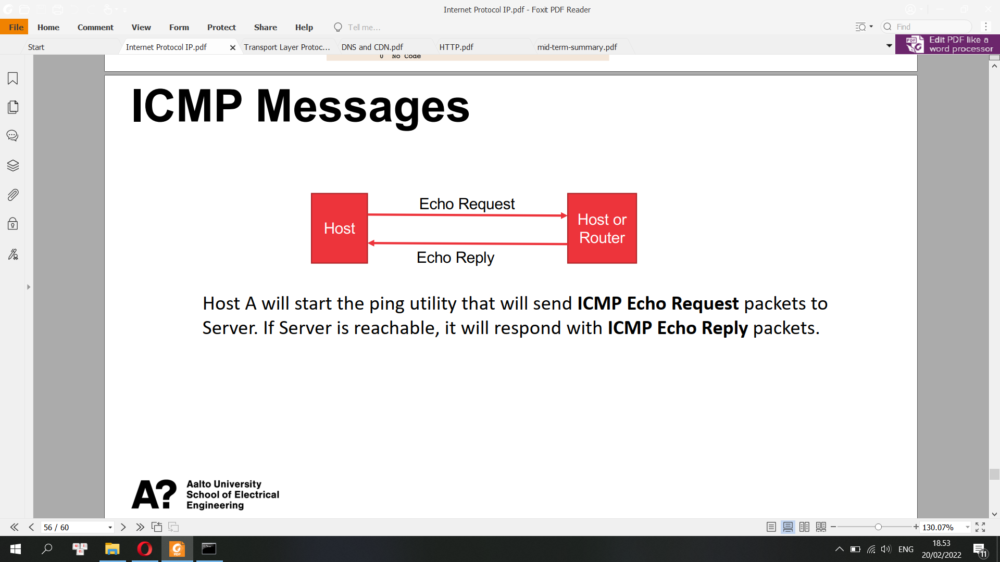 Internet Protocol IP.pdf - Foxit PDF Reader
File Home Comment View Form Protect Share Help Tell me... Find
Start Internet Protocol IP.pdf Transport Layer Protoc... DNS and CDN.pdf HTTP.pdf mid-term-summary.pdf
Edit PDF like a
word processor
0 No Code
ICMP Messages
Echo Request
Host
Host or
Router
Echo Reply
Host A will start the ping utility that will send ICMP Echo Request packets to
Server. If Server is reachable, it will respond with ICMP Echo Reply packets.
A?
Aalto University
School of Electrical
Engineering
56 / 60
130.07%
ENG
18.53
20/02/2022
11